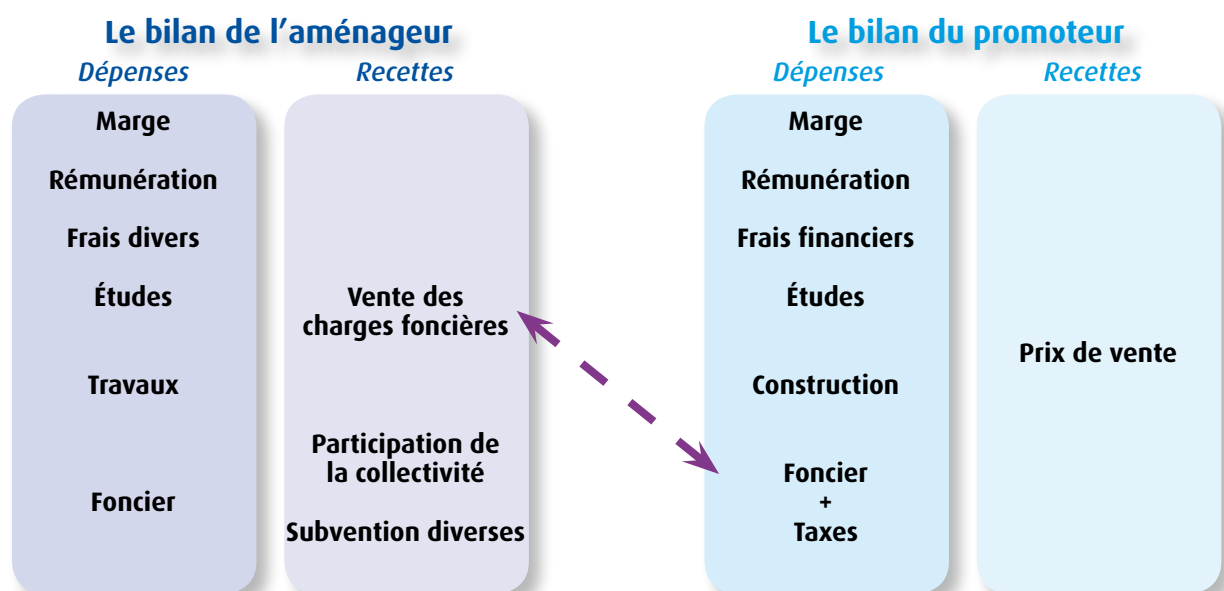 Le bilan de l'aménageur
Dépenses
Recettes
Marge
Rémunération
Frais divers
Études
Travaux
Foncier
Vente des
charges foncières
Participation de
la collectivité
Subvention diverses
Le bilan du promoteur
Dépenses
Recettes
Marge
Rémunération
Frais financiers
Études
Construction
Foncier
+
Taxes
Prix de vente